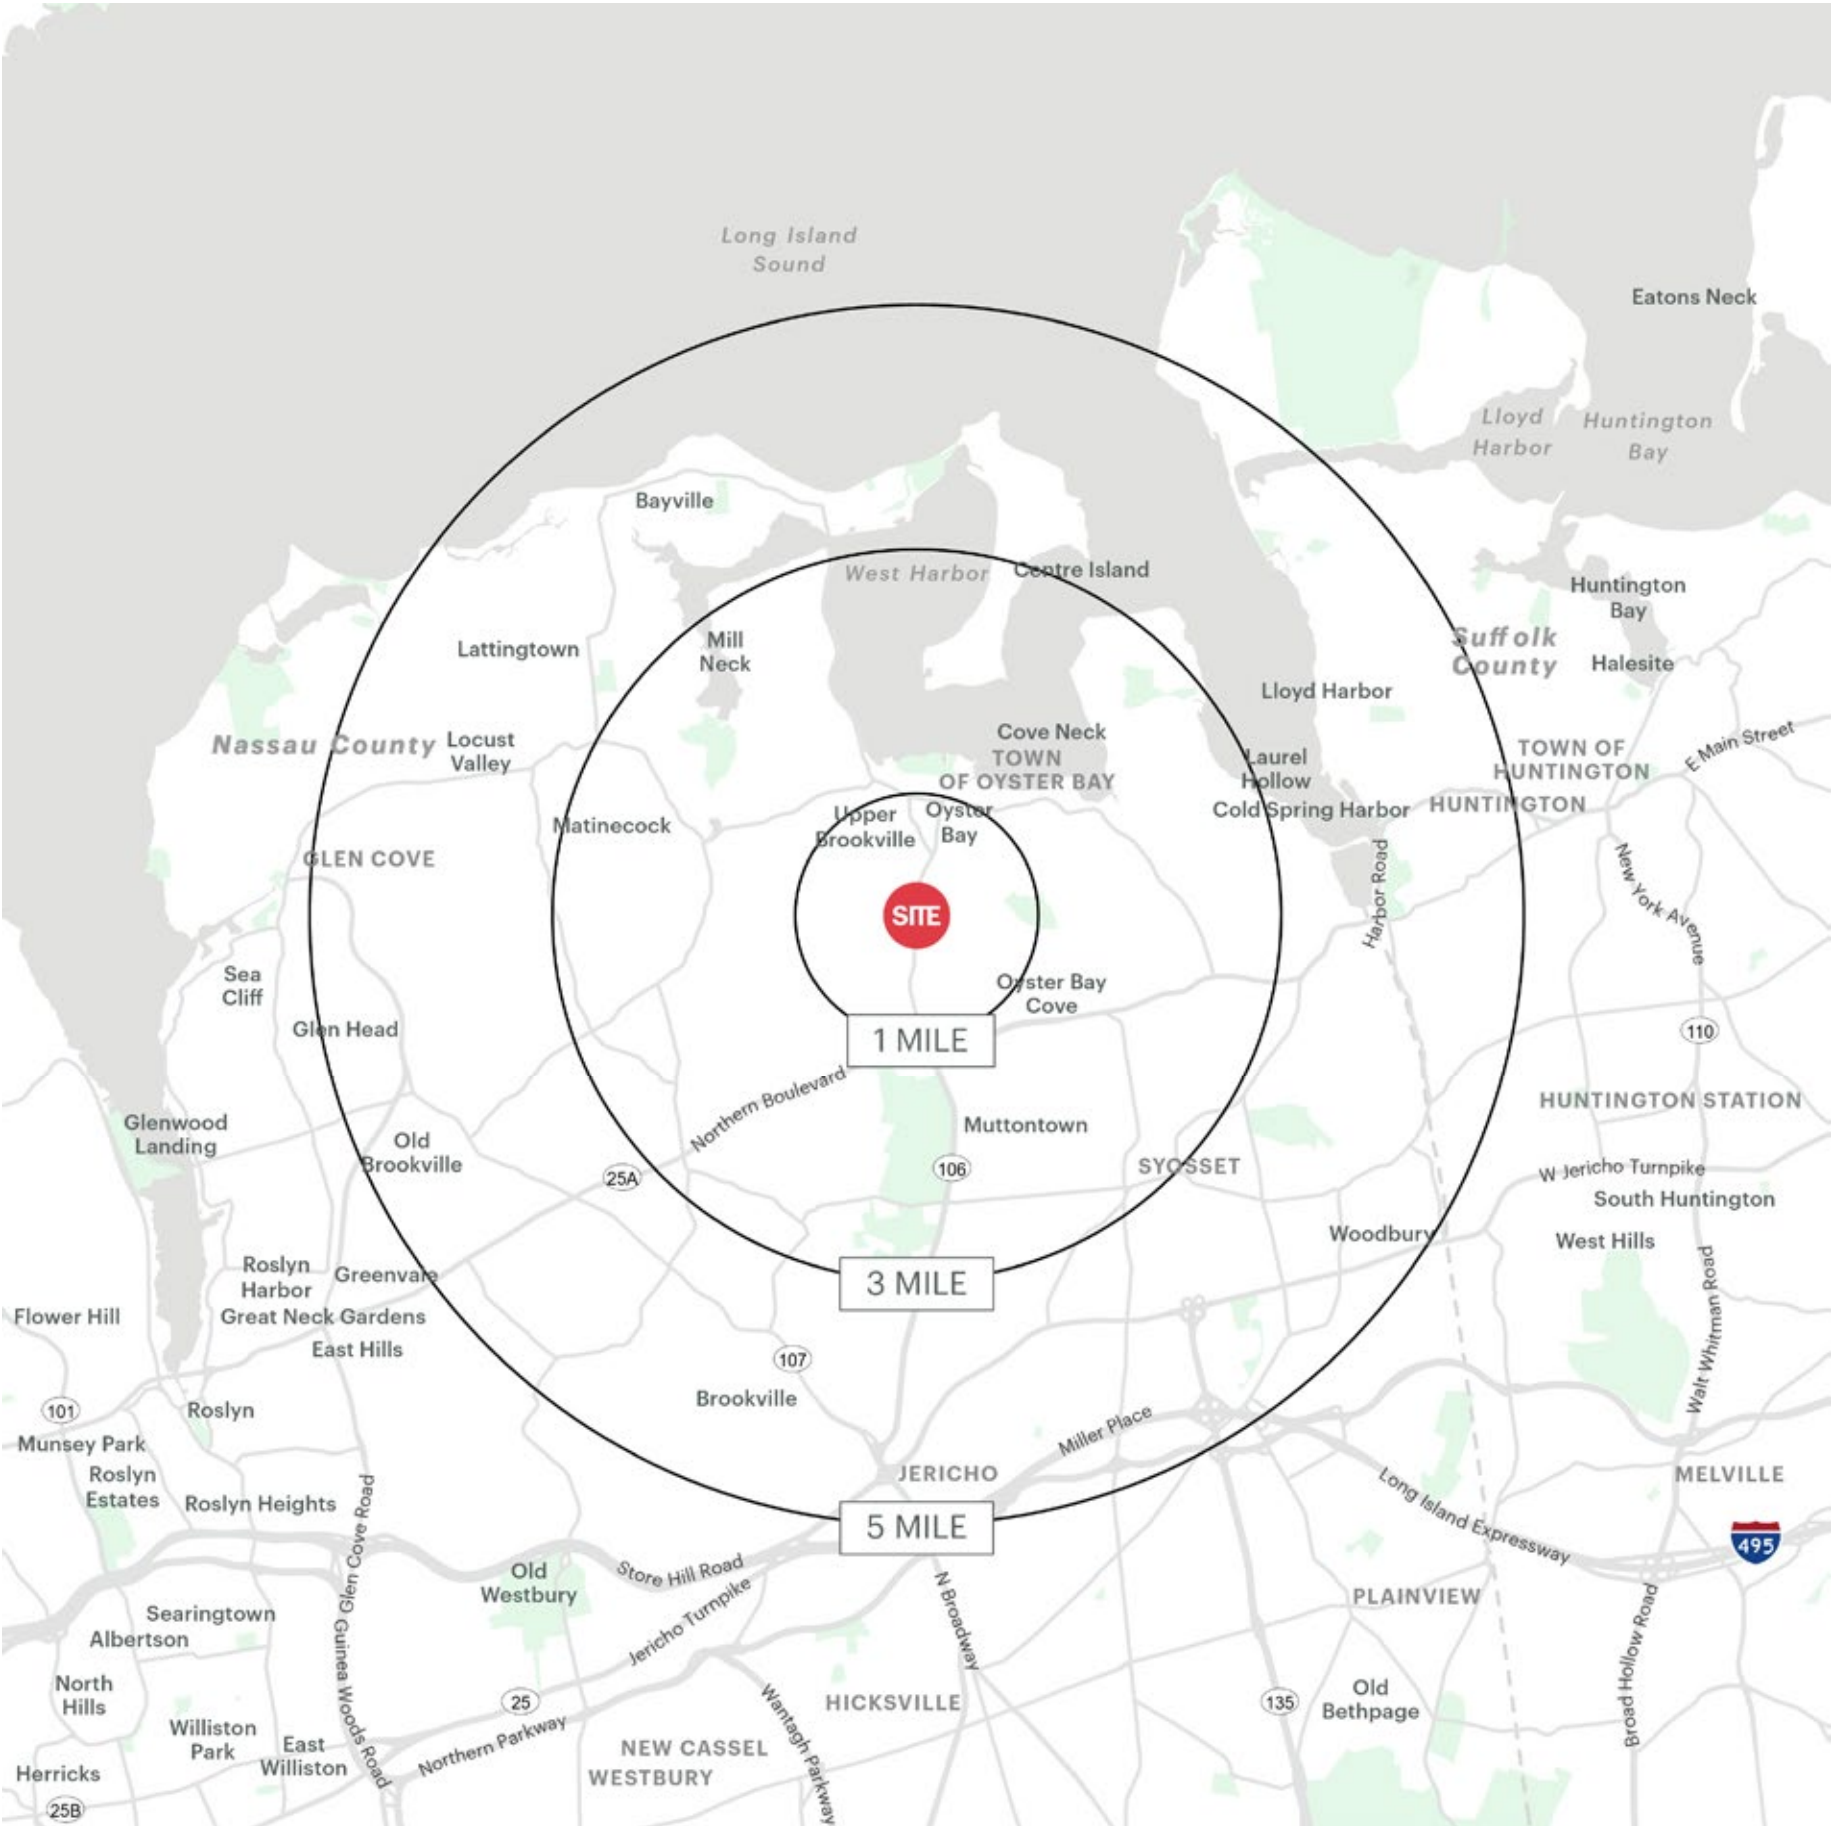 Long Island
Sound
Eatons Neck
Lloyd
Harbor
Huntington
Bay
Bayville
West Harbor
Centre Island
Huntington
Bay
Mill
Neck
Lattingtown
Suffolk
County
Halesite
Lloyd Harbor
Nassau County
Locust
Valley
Cove Neck
TOWN
OF OYSTER BAY
Laurel
Hollow
TOWN OF
HUNTINGTON
E Main Street
Matinecock
Upper
Brookville
Oyster
Bay
Cold Spring Harbor
HUNTINGTON
GLEN COVE
Harbor Road
New York Avenue
SITE
Sea
Cliff
Oyster Bay
Cove
Glen Head
1 MILE
110
Northern Boulevard
HUNTINGTON STATION
Glenwood
Landing
Old
Brookville
Muttontown
25A
106
SYOSSET
W Jericho Turnpike
South Huntington
Woodbury
West Hills
Roslyn
Harbor
Greenvale
3 MILE
Flower Hill
Great Neck Gardens
East Hills
Walt Whitman Road
107
Brookville
101
Roslyn
Miller Place
Munsey Park
Roslyn
Estates
Roslyn Heights
JERICHO
MELVILLE
Glen Cove Road
5 MILE
Long Island Expressway
495
Old
Westbury
Store Hill Road
Jericho Turnpike
N Broadway
PLAINVIEW
Searingtown
Albertson
Guinea Woods Road
Broad Hollow Road
North
Hills
25
HICKSVILLE
135
Old
Bethpage
Williston
Park
East
Williston
Northern Parkway
NEW CASSEL
WESTBURY
Wantagh Parkway
Herricks
25B